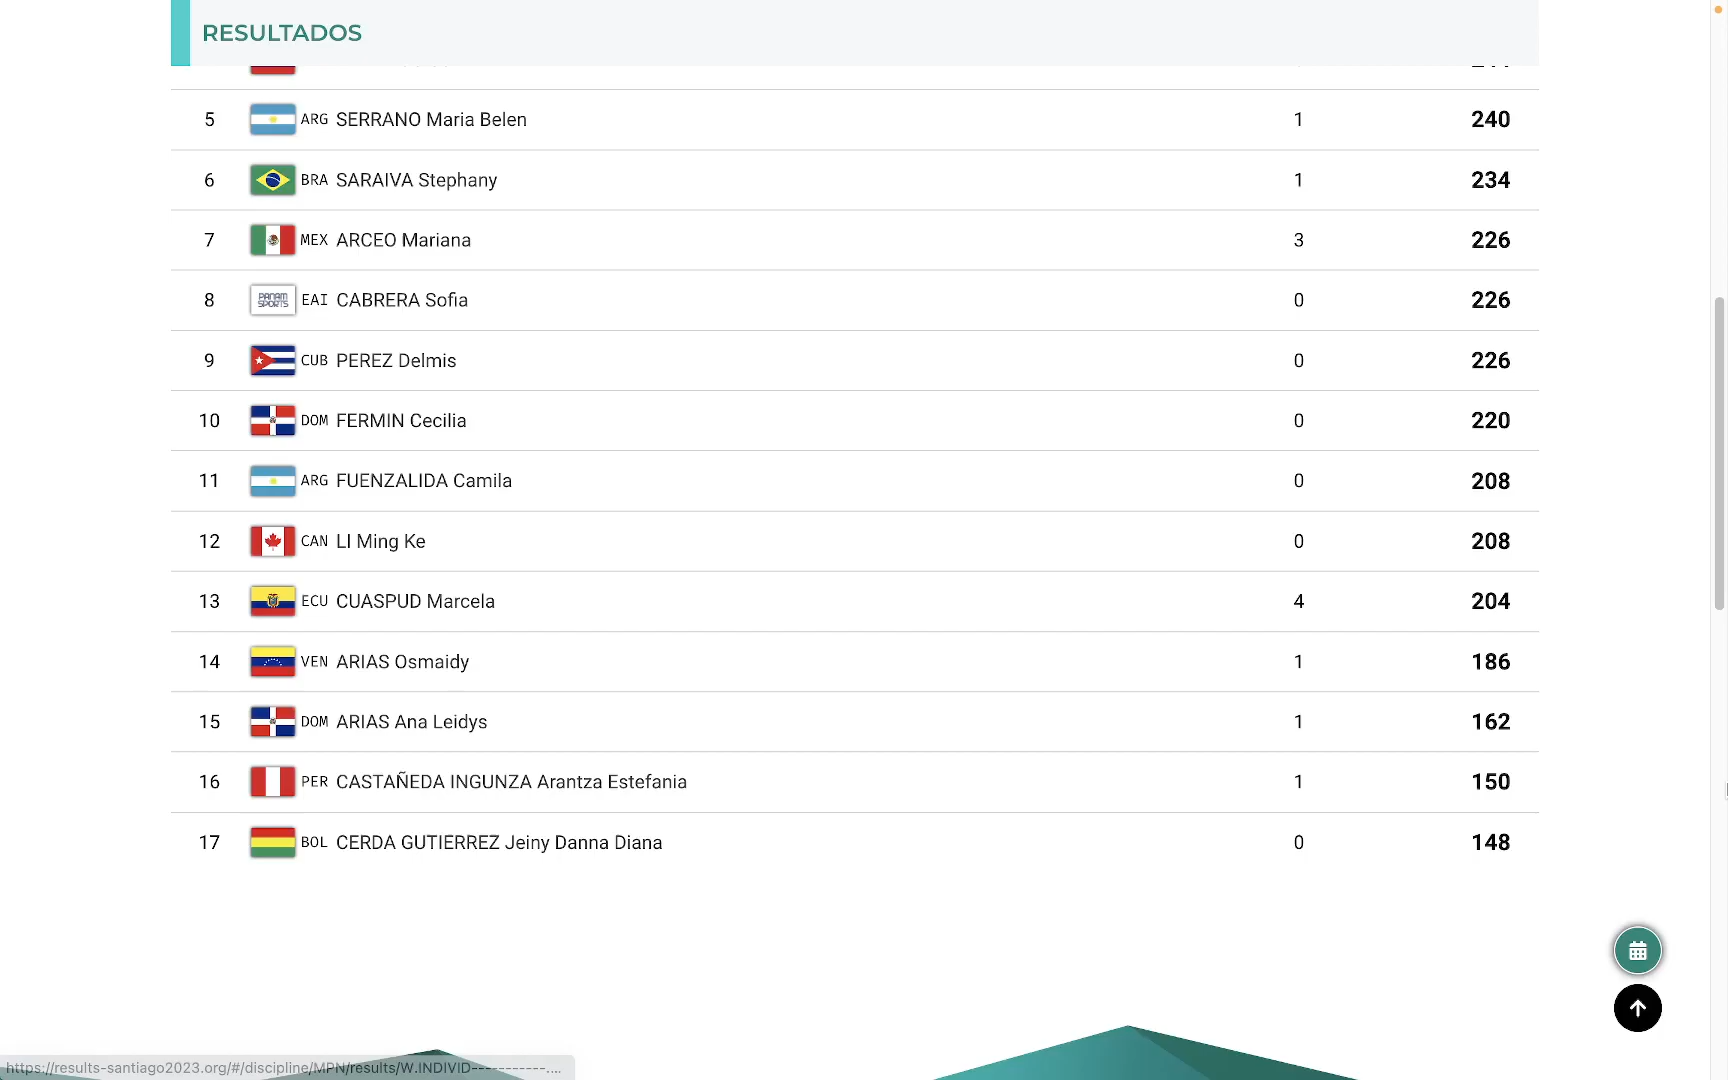 RESULTADOS
5 ARG SERRANO Maria Belen 1 240
6 BRA SARAIVA Stephany 1 234
7 MEX ARCEO Mariana 3 226
8 PANAM SPORTS EAI CABRERA Sofia 0 226
9 CUB PEREZ Delmis 0 226
10 DOM FERMIN Cecilia 0 220
11 ARG FUENZALIDA Camila 0 208
12 CAN LI Ming Ke 0 208
13 ECU CUASPUD Marcela 4 204
14 VEN ARIAS Osmaidy 1 186
15 DOM ARIAS Ana Leidys 1 162
16 PER CASTAÑEDA INGUNZA Arantza Estefania 1 150
17 BOL CERDA GUTIERREZ Jeiny Danna Diana 0 148
https://results-santiago2023.org/#/discipline/MPN/results/W.INDIVID-----------....